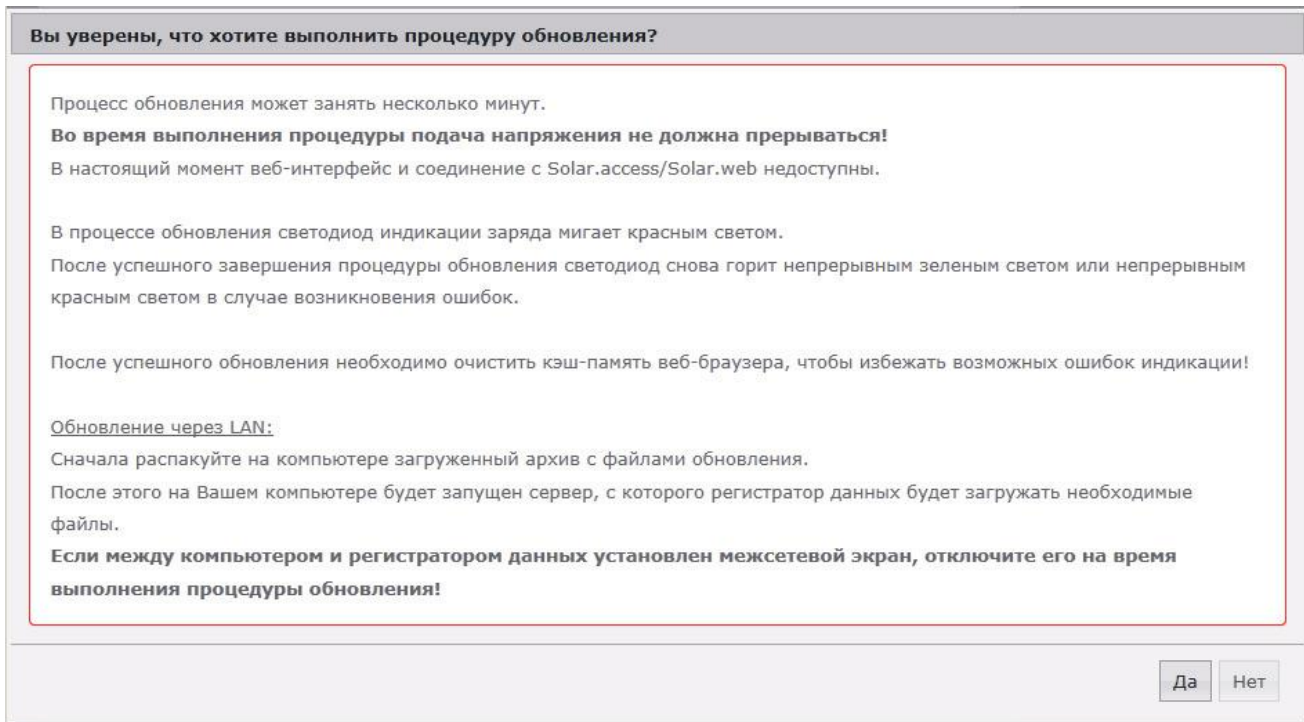 Вы уверены, что хотите выполнить процедуру обновления?
Процесс обновления может занять несколько минут.
Во время выполнения процедуры подача напряжения не должна прерываться!
В настоящий момент веб-интерфейс и соединение с Solar.access/Solar.web недоступны.
В процессе обновления светодиод индикации заряда мигает красным светом.
После успешного завершения процедуры обновления светодиод снова горит непрерывным зеленым светом или непрерывным
красным светом в случае возникновения ошибок.
После успешного обновления необходимо очистить кэш-память веб-браузера, чтобы избежать возможных ошибок индикации!
Обновление через LAN:
Сначала распакуйте на компьютере загруженный архив с файлами обновления.
После этого на Вашем компьютере будет запущен сервер, с которого регистратор данных будет загружать необходимые
файлы.
Если между компьютером и регистратором данных установлен межсетевой экран, отключите его на время
выполнения процедуры обновления!
Да Нет